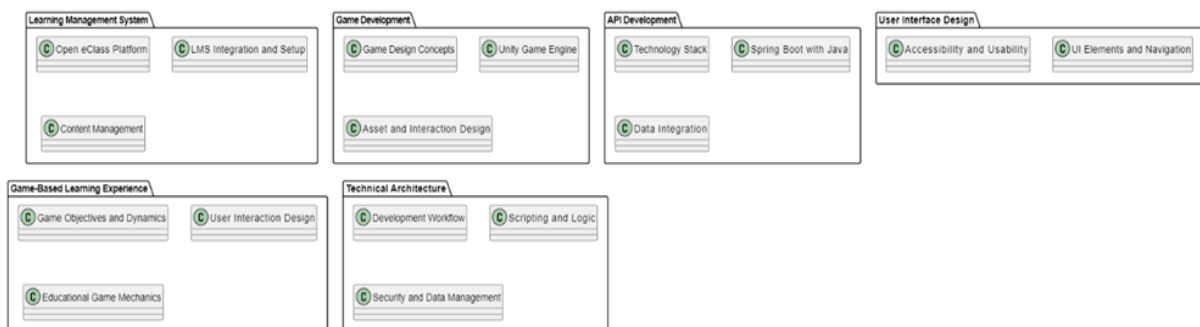 Learning Management System
C Open eClass Platform
C LMS Integration and Setup
C Content Management
Game Development
C Game Design Concepts
C Unity Game Engine
C Asset and Interaction Design
API Development
C Technology Stack
C Spring Boot with Java
C Data Integration
User Interface Design
C Accessibility and Usability
C UI Elements and Navigation
Game-Based Learning Experience
C Game Objectives and Dynamics
C User Interaction Design
C Educational Game Mechanics
Technical Architecture
C Development Workflow
C Scripting and Logic
C Security and Data Management